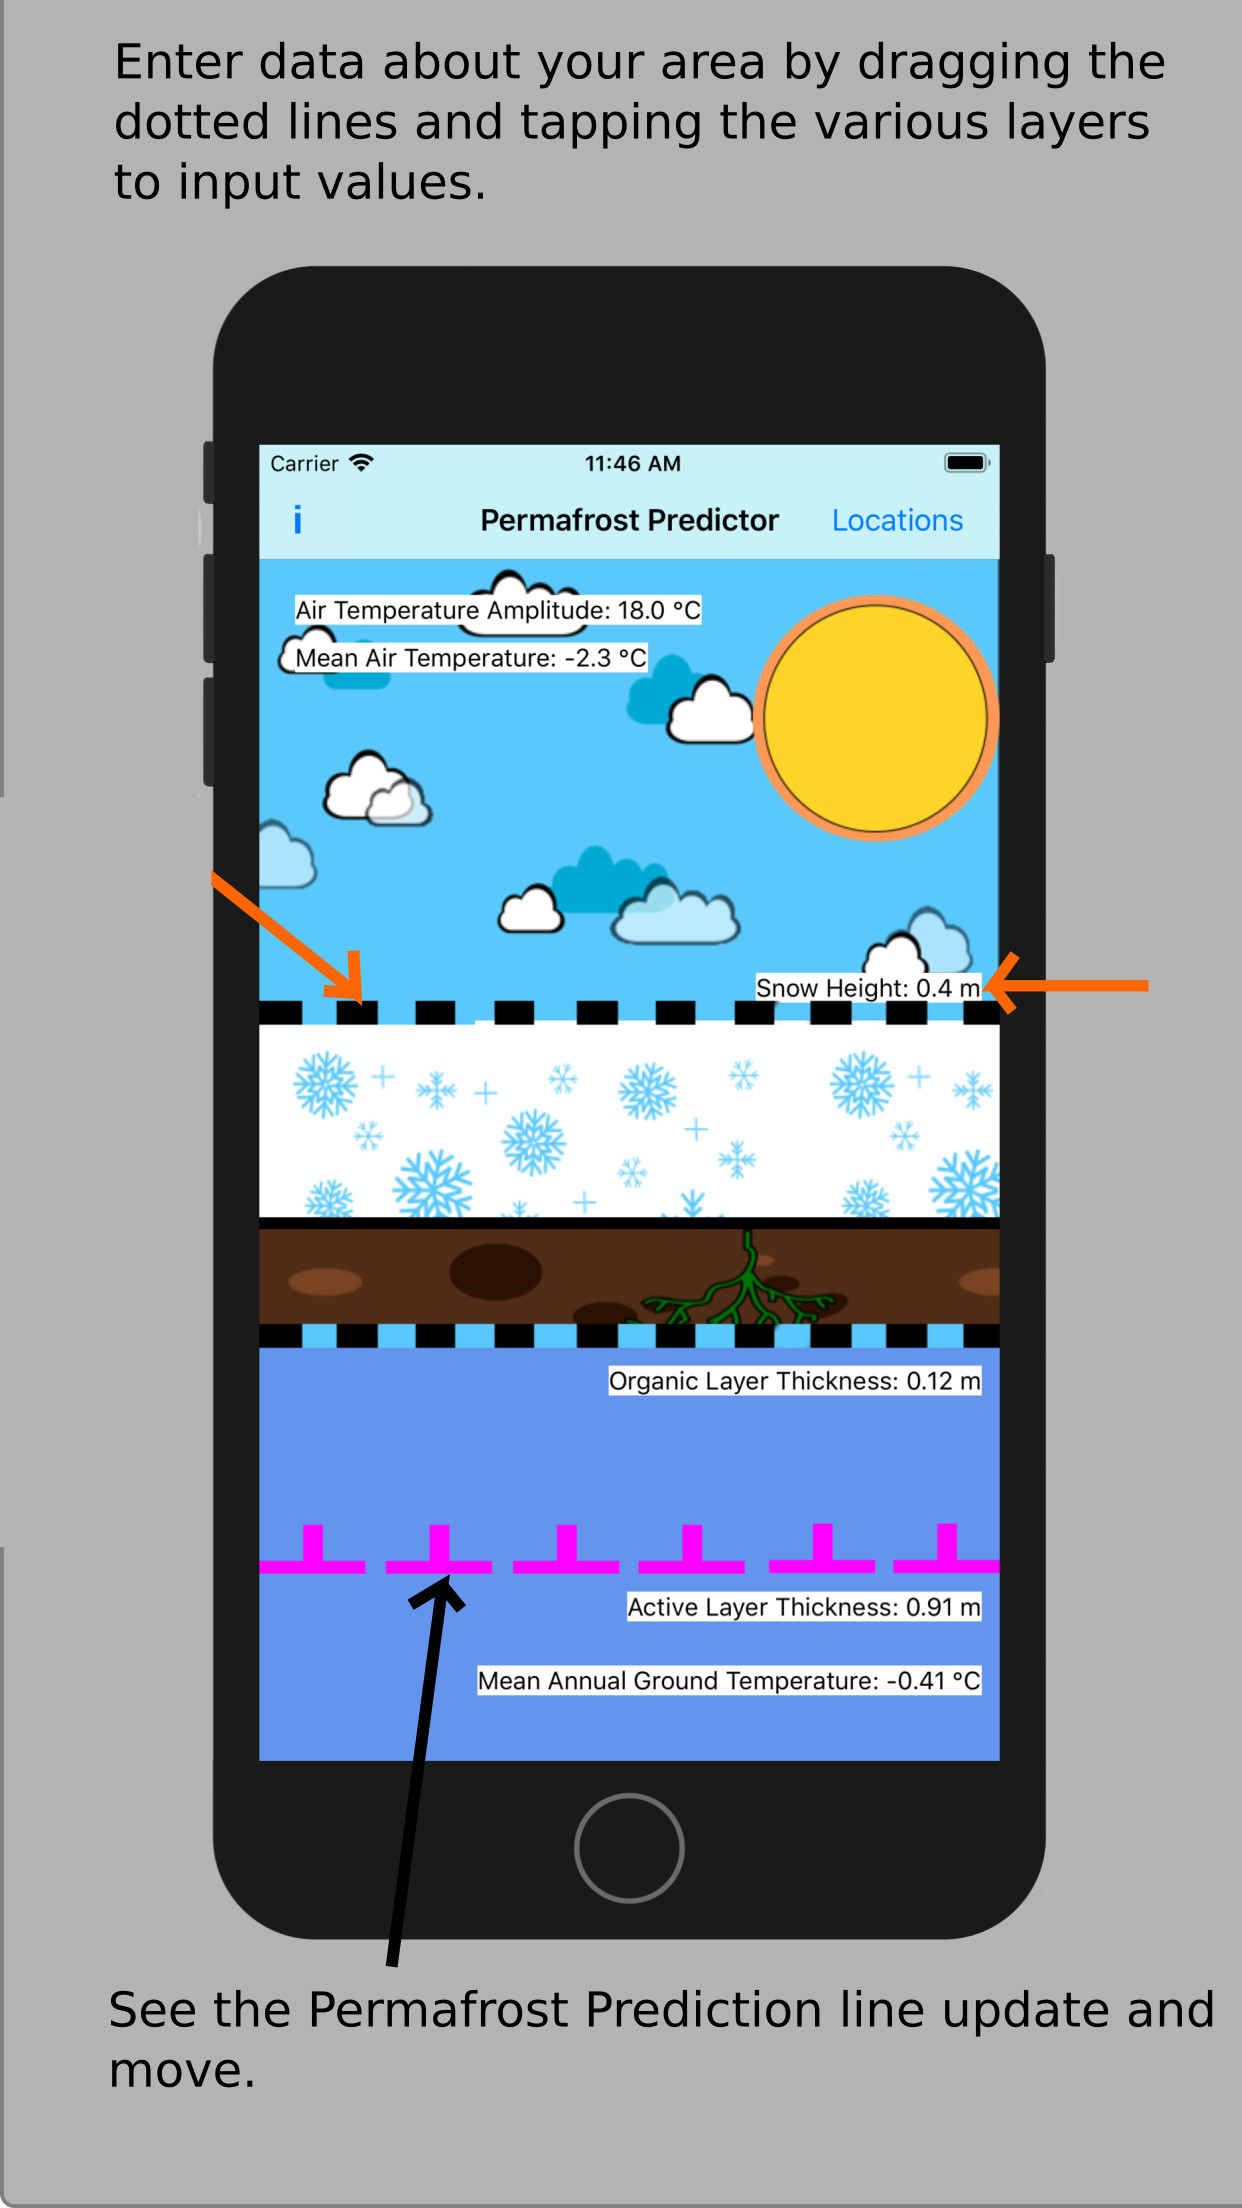 Enter data about your area by dragging the
dotted lines and tapping the various layers
to input values.
Carrier 11:46 AM
i Permafrost Predictor Locations
Air Temperature Amplitude: 18.0 °C
Mean Air Temperature: -2.3 °C
Snow Height: 0.4 m
Organic Layer Thickness: 0.12 m
Active Layer Thickness: 0.91 m
Mean Annual Ground Temperature: -0.41 °C
See the Permafrost Prediction line update and
move.